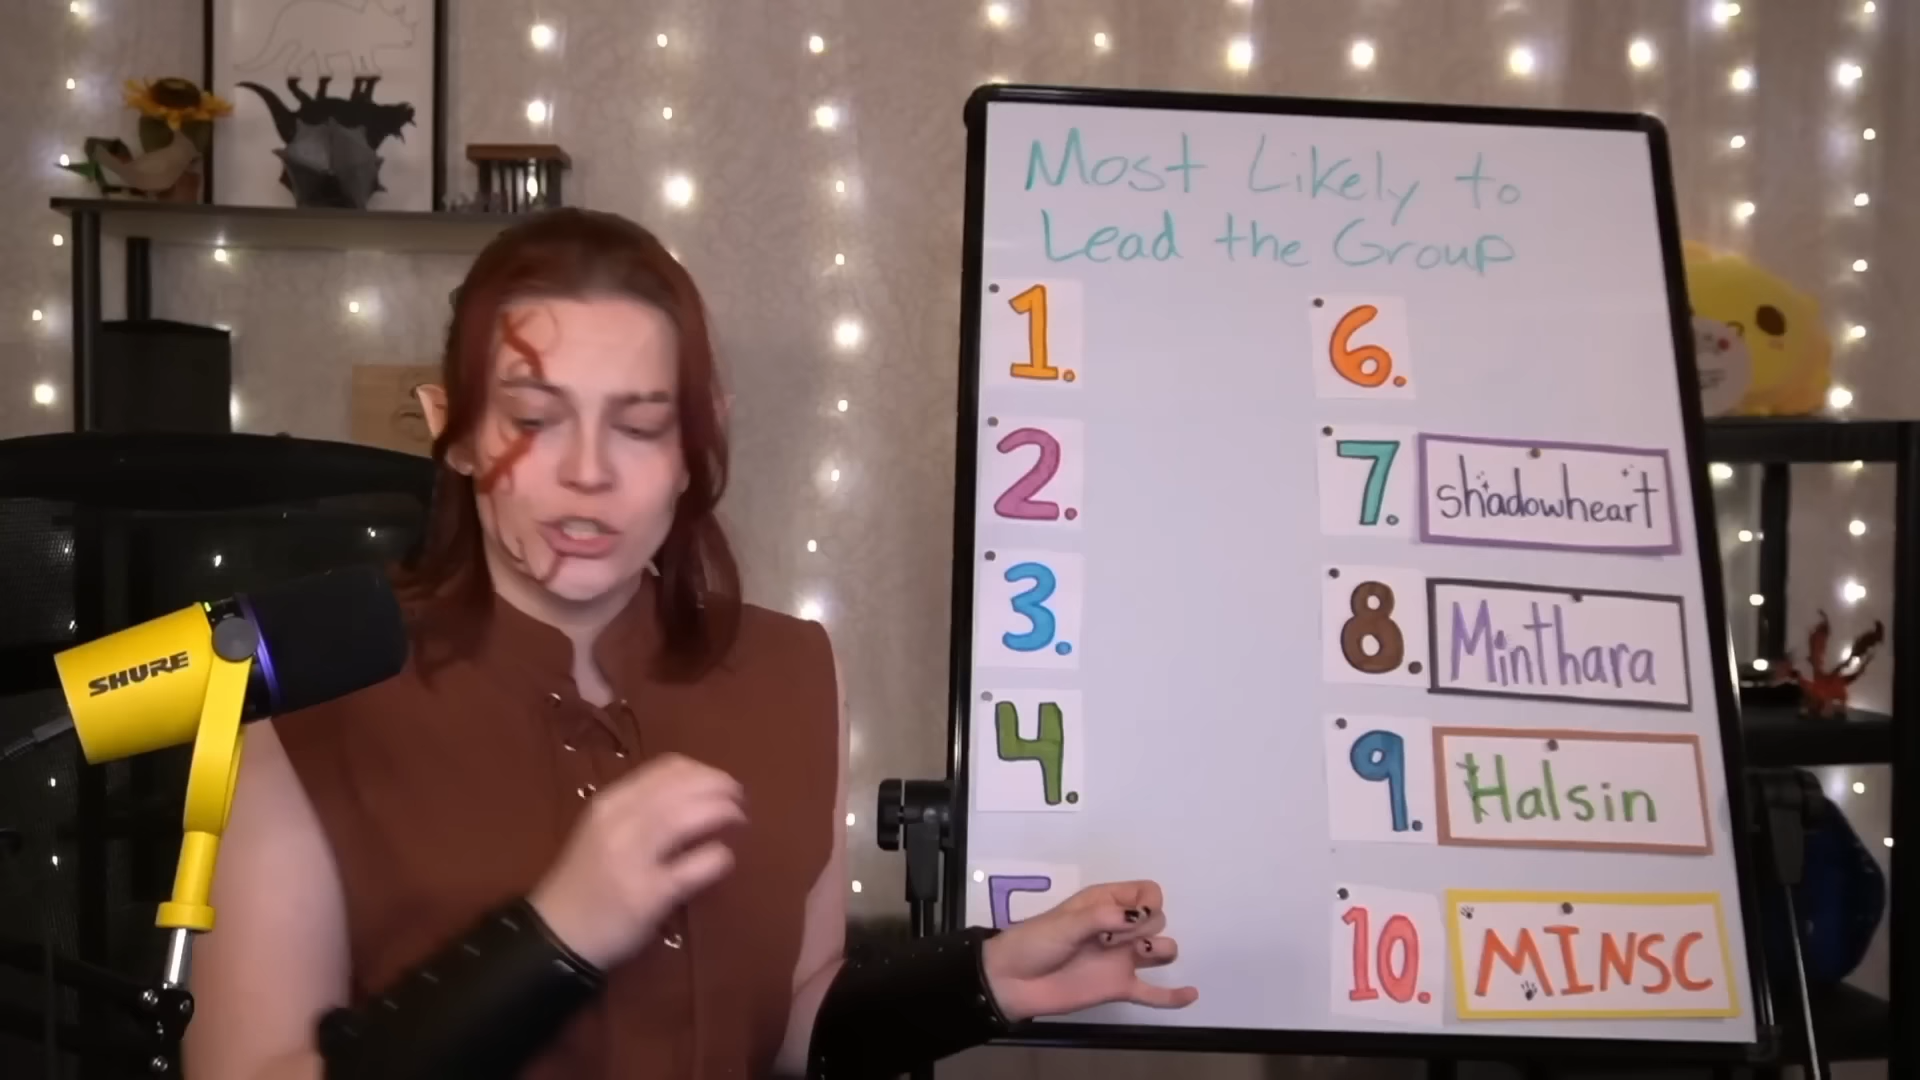 Most Likely to
Lead the Group
1.
2.
3.
4.
5
6.
7. Shadowheart
8. Minthara
9. Halsin
10. MINSC
SHURE